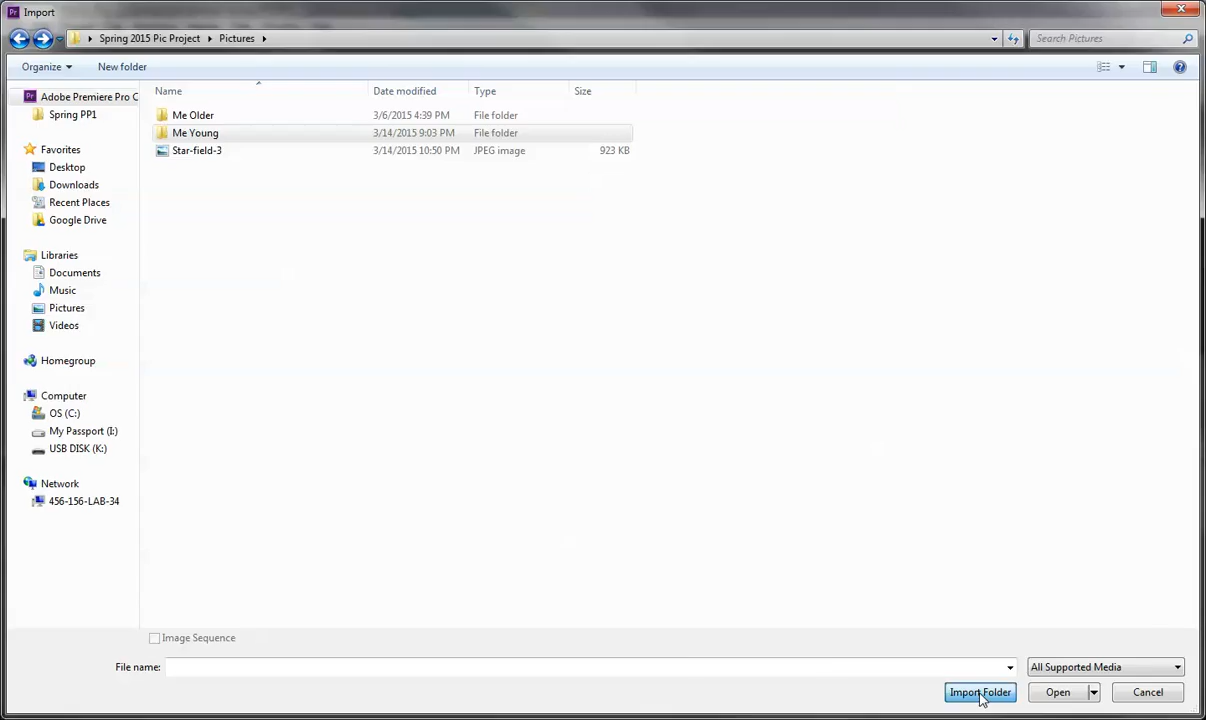 Pr Import
Spring 2015 Pic Project Pictures Search Pictures
Organize New folder
Name Date modified Type Size
Pr Adobe Premiere Pro C
Spring PP1
Favorites
Desktop
Downloads
Recent Places
Google Drive
Libraries
Documents
Music
Pictures
Videos
Homegroup
Computer
OS (C:)
My Passport (I:)
USB DISK (K:)
Network
456-156-LAB-34
Me Older 3/6/2015 4:39 PM File folder
Me Young 3/14/2015 9:03 PM File folder
Star-field-3 3/14/2015 10:50 PM JPEG image 923 KB
Image Sequence
File name: All Supported Media
Import Folder Open Cancel